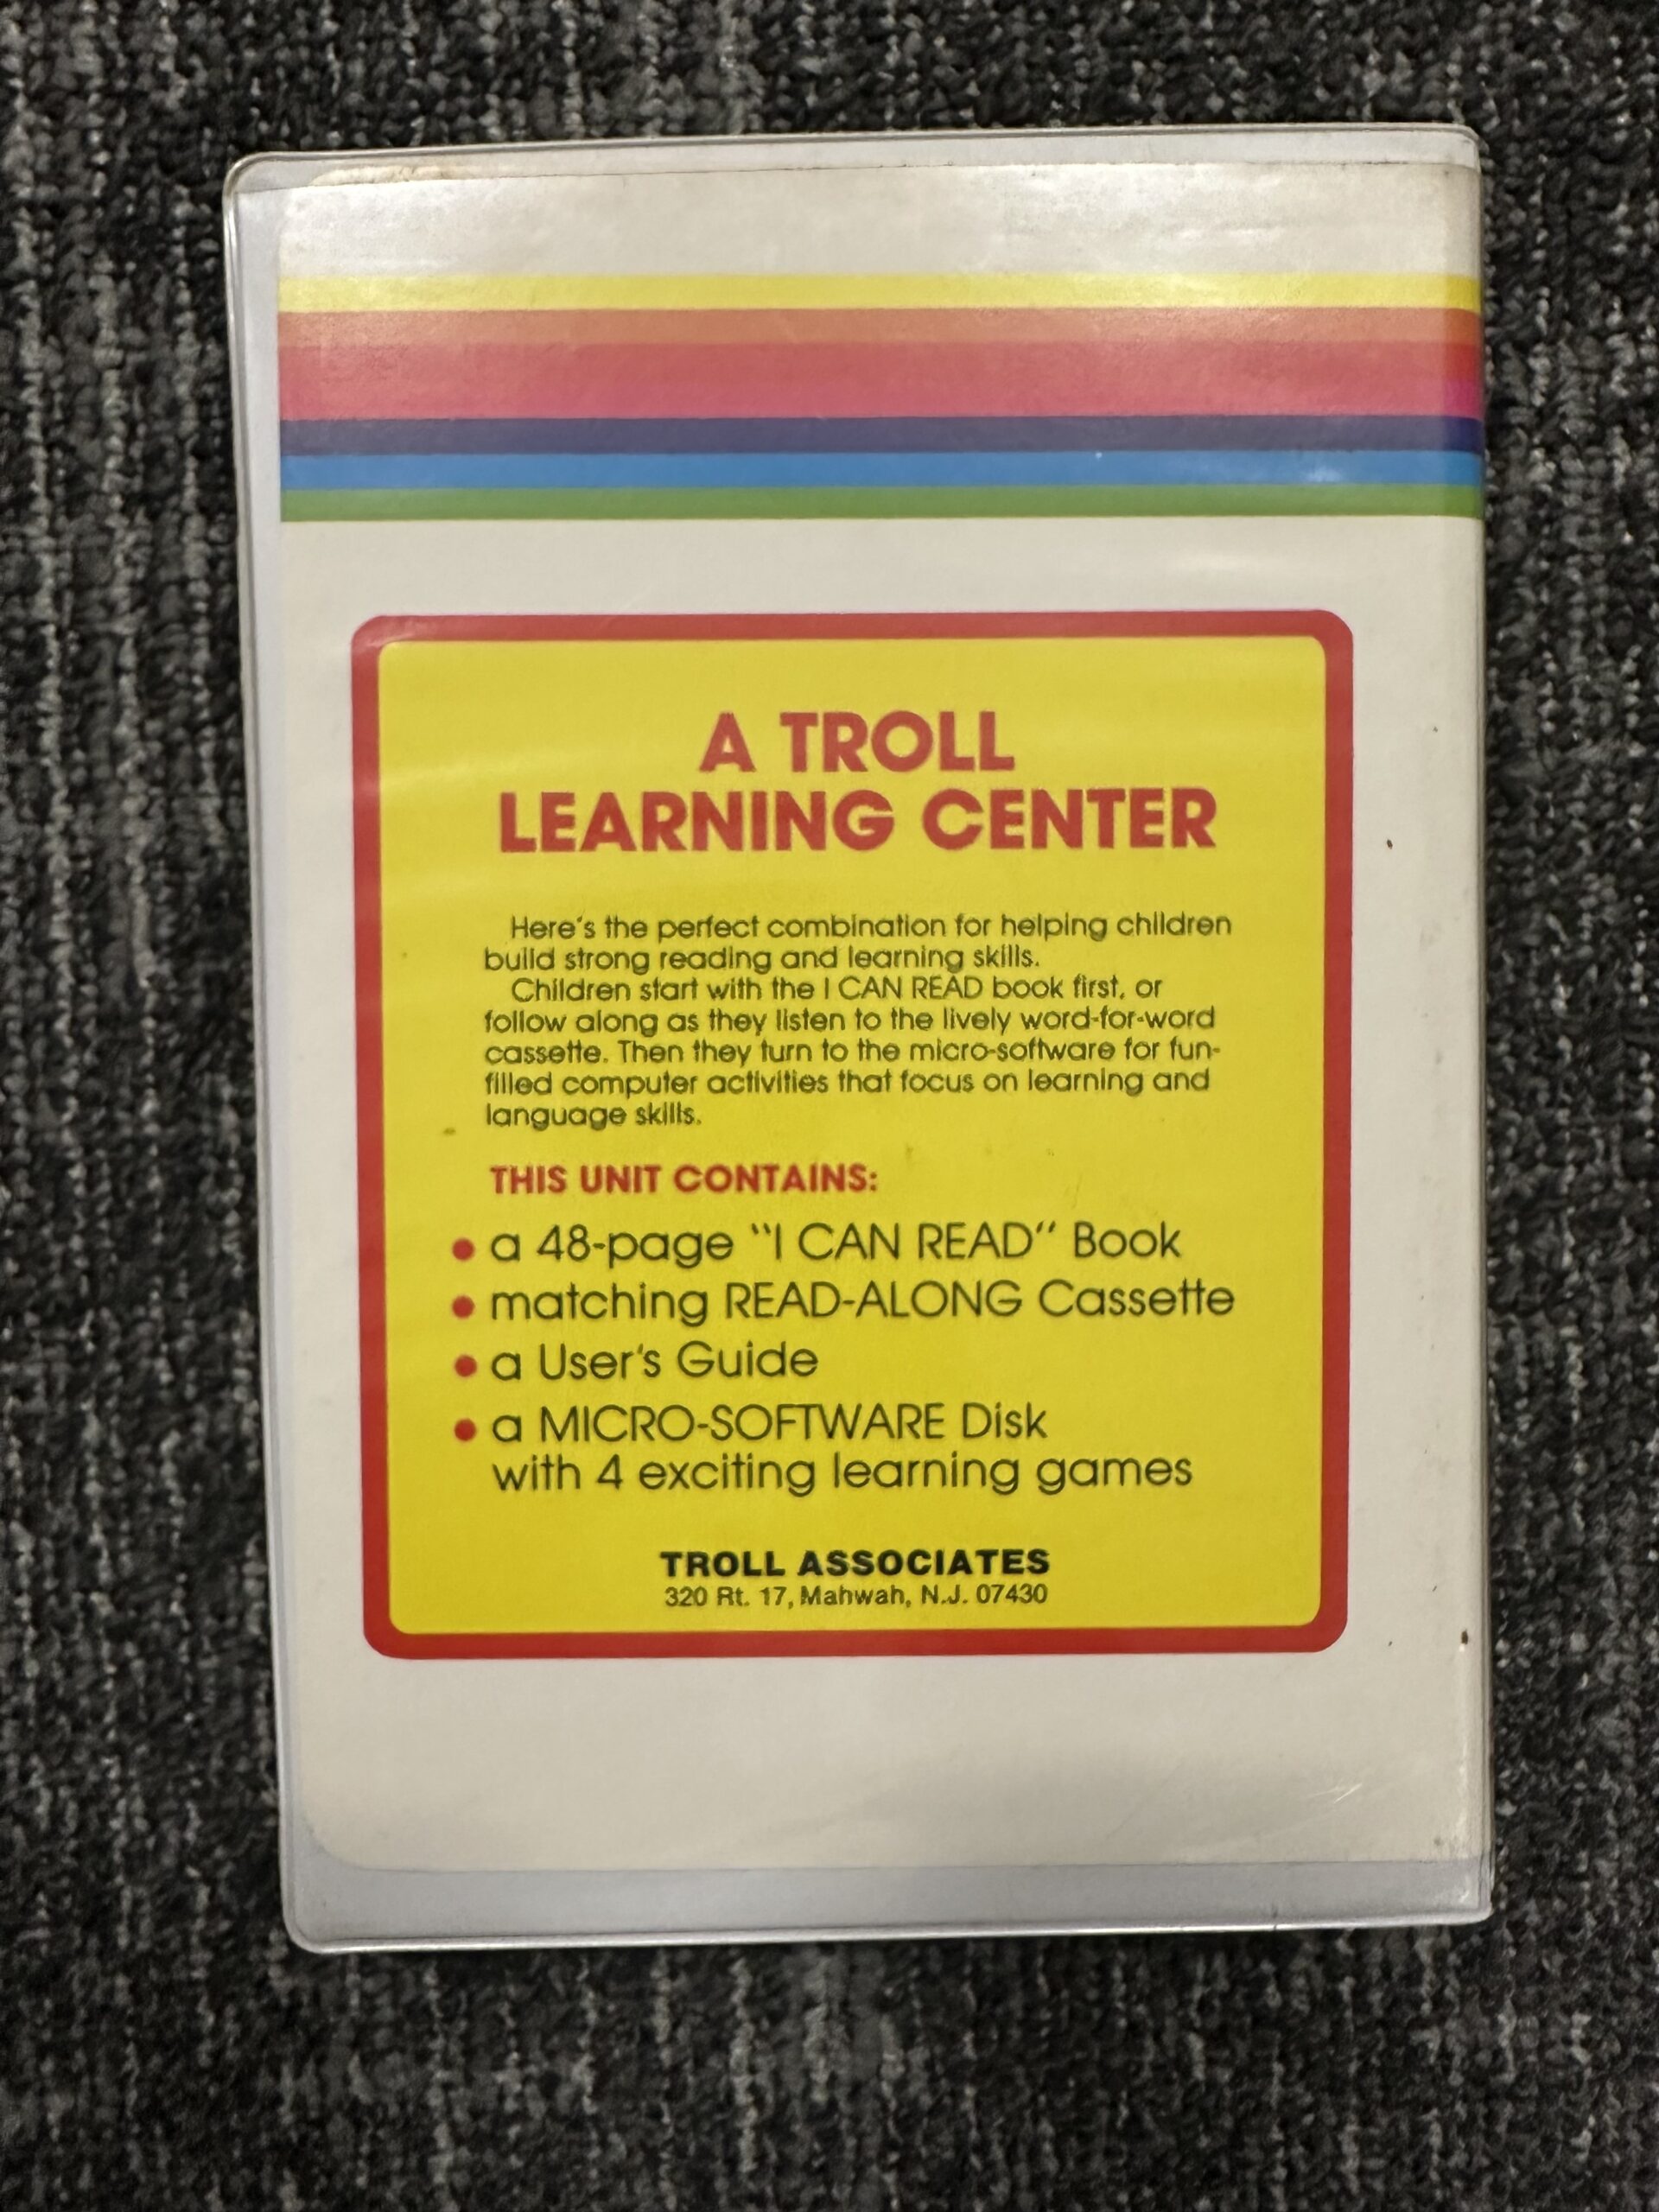 A TROLL
LEARNING CENTER
Here's the perfect combination for helping children
build strong reading and learning skills.
Children start with the I CAN READ book first, or
follow along as they listen to the lively word-for-word
cassette. Then they turn to the micro-software for fun-
filled computer activities that focus on learning and
language skills.
THIS UNIT CONTAINS:
• a 48-page "I CAN READ" Book
• matching READ-ALONG Cassette
• a User's Guide
• a MICRO-SOFTWARE Disk
with 4 exciting learning games
TROLL ASSOCIATES
320 Rt. 17, Mahwah, N.J. 07430